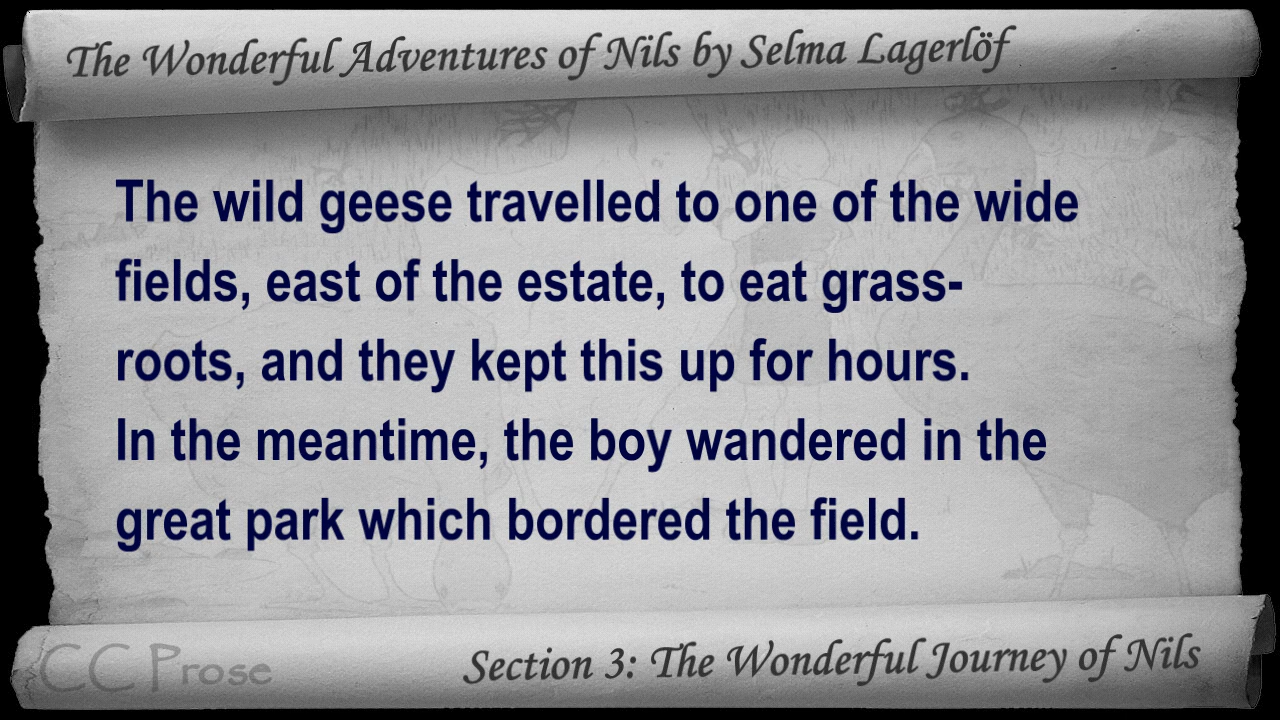 The Wonderful Adventures of Nils by Selma Lagerlöf
The wild geese travelled to one of the wide
fields, east of the estate, to eat grass-
roots, and they kept this up for hours.
In the meantime, the boy wandered in the
great park which bordered the field.
CC Prose
Section 3: The Wonderful Journey of Nils